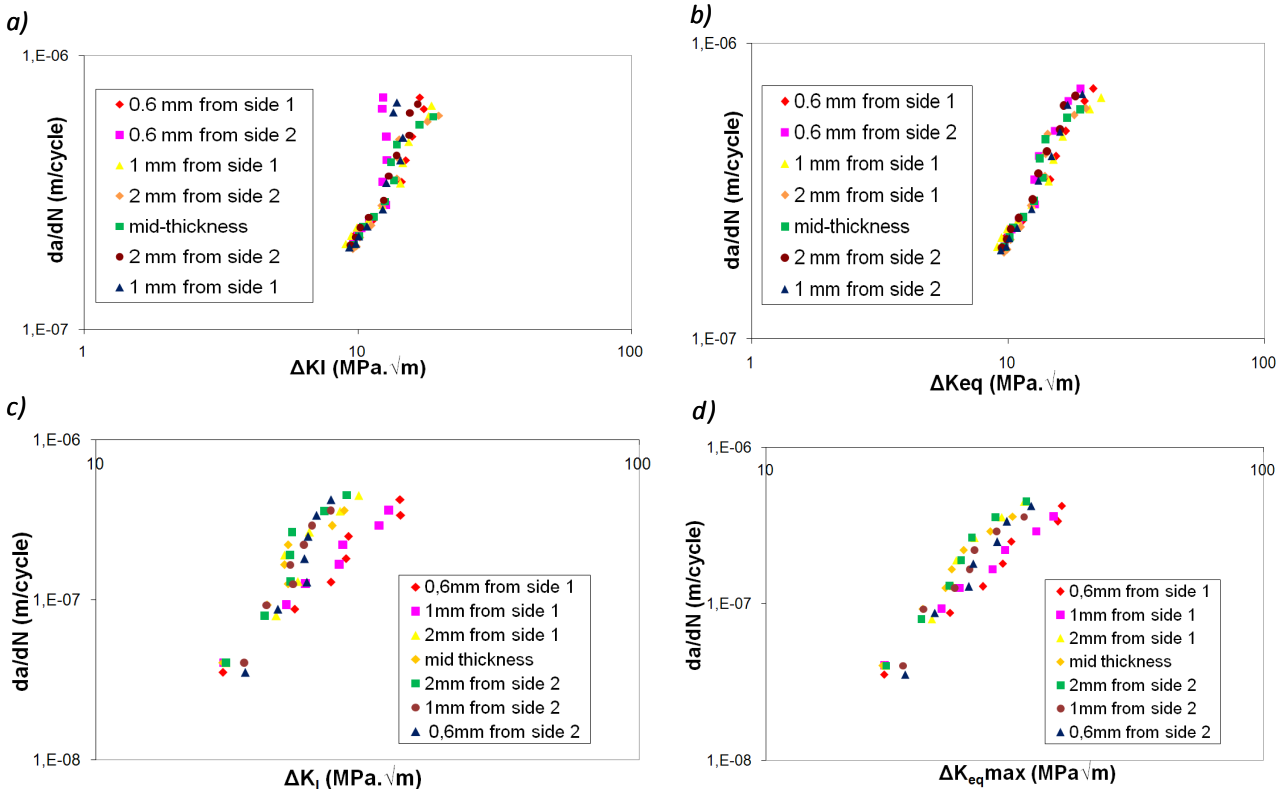 a)
1,E-06
da/dN (m/cycle)
0.6 mm from side 1
0.6 mm from side 2
1 mm from side 1
2 mm from side 2
mid-thickness
2 mm from side 2
1 mm from side 1
1,E-07
1
10
100
ΔKI (MPa.√m)
b)
1,E-06
da/dN (m/cycle)
0.6 mm from side 1
0.6 mm from side 2
1 mm from side 1
2 mm from side 1
mid-thickness
2 mm from side 2
1 mm from side 2
1,E-07
1
10
100
ΔKeq (MPa.√m)
c)
1,E-06
10
100
da/dN (m/cycle)
1,E-07
0,6mm from side 1
1mm from side 1
2mm from side 1
mid thickness
2mm from side 2
1mm from side 2
0,6mm from side 2
1,E-08
ΔKI (MPa.√m)
d)
1,E-06
10
100
da/dN (m/cycle)
1,E-07
0,6mm from side 1
1mm from side 1
2mm from side 1
mid thickness
2mm from side 2
1mm from side 2
0,6mm from side 2
1,E-08
ΔKeqmax (MPa√m)